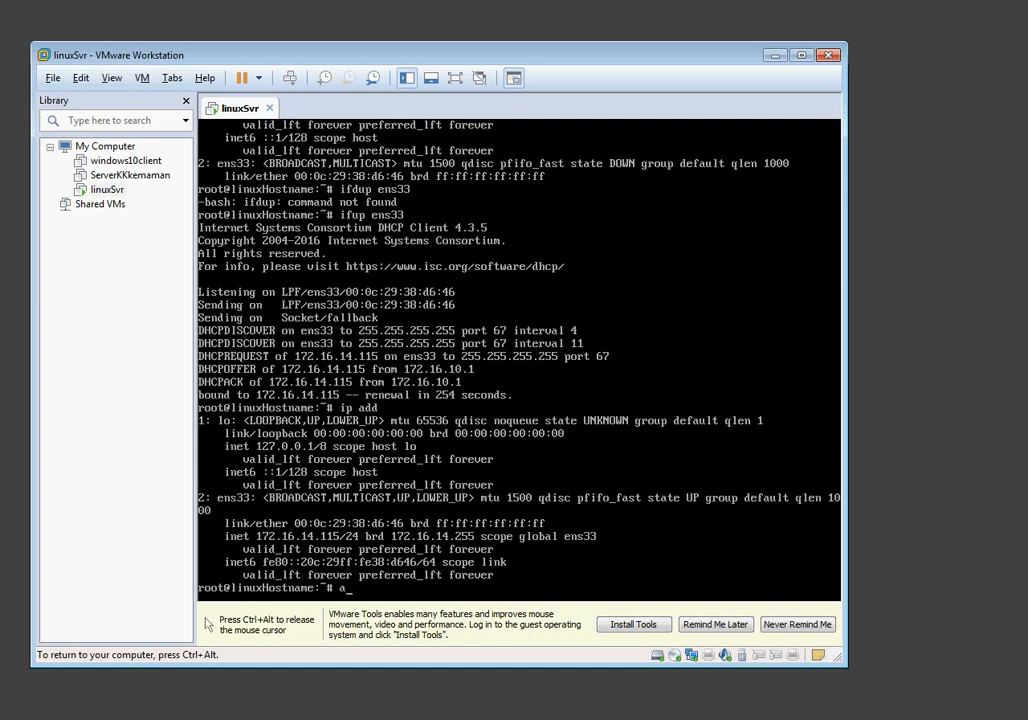 linuxSvr - VMware Workstation
File Edit View VM Tabs Help
Library
Type here to search
My Computer
windows10client
ServerKKkemaman
linuxSvr
Shared VMs
linuxSvr
valid_lft forever preferred_lft forever
inet6 ::1/128 scope host
valid_lft forever preferred_lft forever
2: ens33: <BROADCAST,MULTICAST> mtu 1500 qdisc pfifo_fast state DOWN group default qlen 1000
link/ether 00:0c:29:38:d6:46 brd ff:ff:ff:ff:ff:ff
root@linuxHostname:~# ifdup ens33
-bash: ifdup: command not found
root@linuxHostname:~# ifup ens33
Internet Systems Consortium DHCP Client 4.3.5
Copyright 2004-2016 Internet Systems Consortium.
All rights reserved.
For info, please visit https://www.isc.org/software/dhcp/
Listening on LPF/ens33/00:0c:29:38:d6:46
Sending on LPF/ens33/00:0c:29:38:d6:46
Sending on Socket/fallback
DHCPDISCOVER on ens33 to 255.255.255.255 port 67 interval 4
DHCPDISCOVER on ens33 to 255.255.255.255 port 67 interval 11
DHCPREQUEST of 172.16.14.115 on ens33 to 255.255.255.255 port 67
DHCPOFFER of 172.16.14.115 from 172.16.10.1
DHCPACK of 172.16.14.115 from 172.16.10.1
bound to 172.16.14.115 -- renewal in 254 seconds.
root@linuxHostname:~# ip add
1: lo: <LOOPBACK,UP,LOWER_UP> mtu 65536 qdisc noqueue state UNKNOWN group default qlen 1
link/loopback 00:00:00:00:00:00 brd 00:00:00:00:00:00
inet 127.0.0.1/8 scope host lo
valid_lft forever preferred_lft forever
inet6 ::1/128 scope host
valid_lft forever preferred_lft forever
2: ens33: <BROADCAST,MULTICAST,UP,LOWER_UP> mtu 1500 qdisc pfifo_fast state UP group default qlen 10
00
link/ether 00:0c:29:38:d6:46 brd ff:ff:ff:ff:ff:ff
inet 172.16.14.115/24 brd 172.16.14.255 scope global ens33
valid_lft forever preferred_lft forever
inet6 fe80::20c:29ff:fe38:d646/64 scope link
valid_lft forever preferred_lft forever
root@linuxHostname:~# a_
Press Ctrl+Alt to release
the mouse cursor
VMware Tools enables many features and improves mouse
movement, video and performance. Log in to the guest operating
system and click "Install Tools".
Install Tools
Remind Me Later
Never Remind Me
To return to your computer, press Ctrl+Alt.